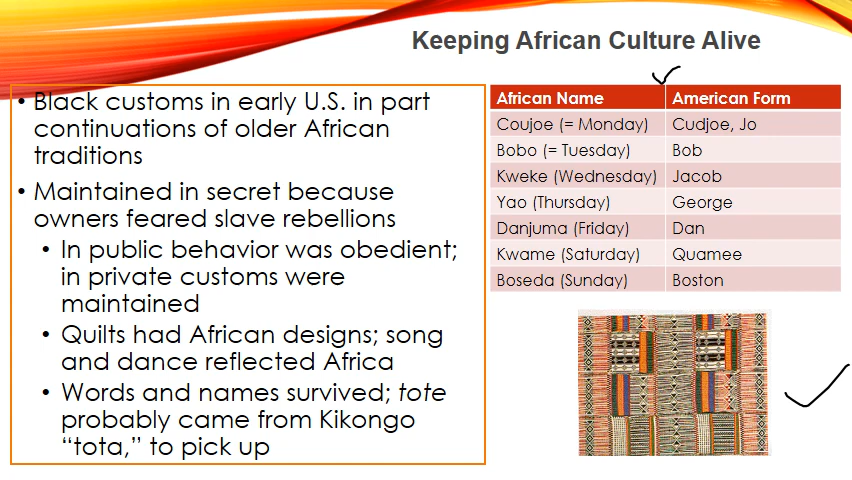 Keeping African Culture Alive
• Black customs in early U.S. in part
continuations of older African
traditions
• Maintained in secret because
owners feared slave rebellions
• In public behavior was obedient;
in private customs were
maintained
• Quilts had African designs; song
and dance reflected Africa
• Words and names survived; tote
probably came from Kikongo
“tota,” to pick up
African Name American Form
Coujoe (= Monday) Cudjoe, Jo
Bobo (= Tuesday) Bob
Kweke (Wednesday) Jacob
Yao (Thursday) George
Danjuma (Friday) Dan
Kwame (Saturday) Quamee
Boseda (Sunday) Boston